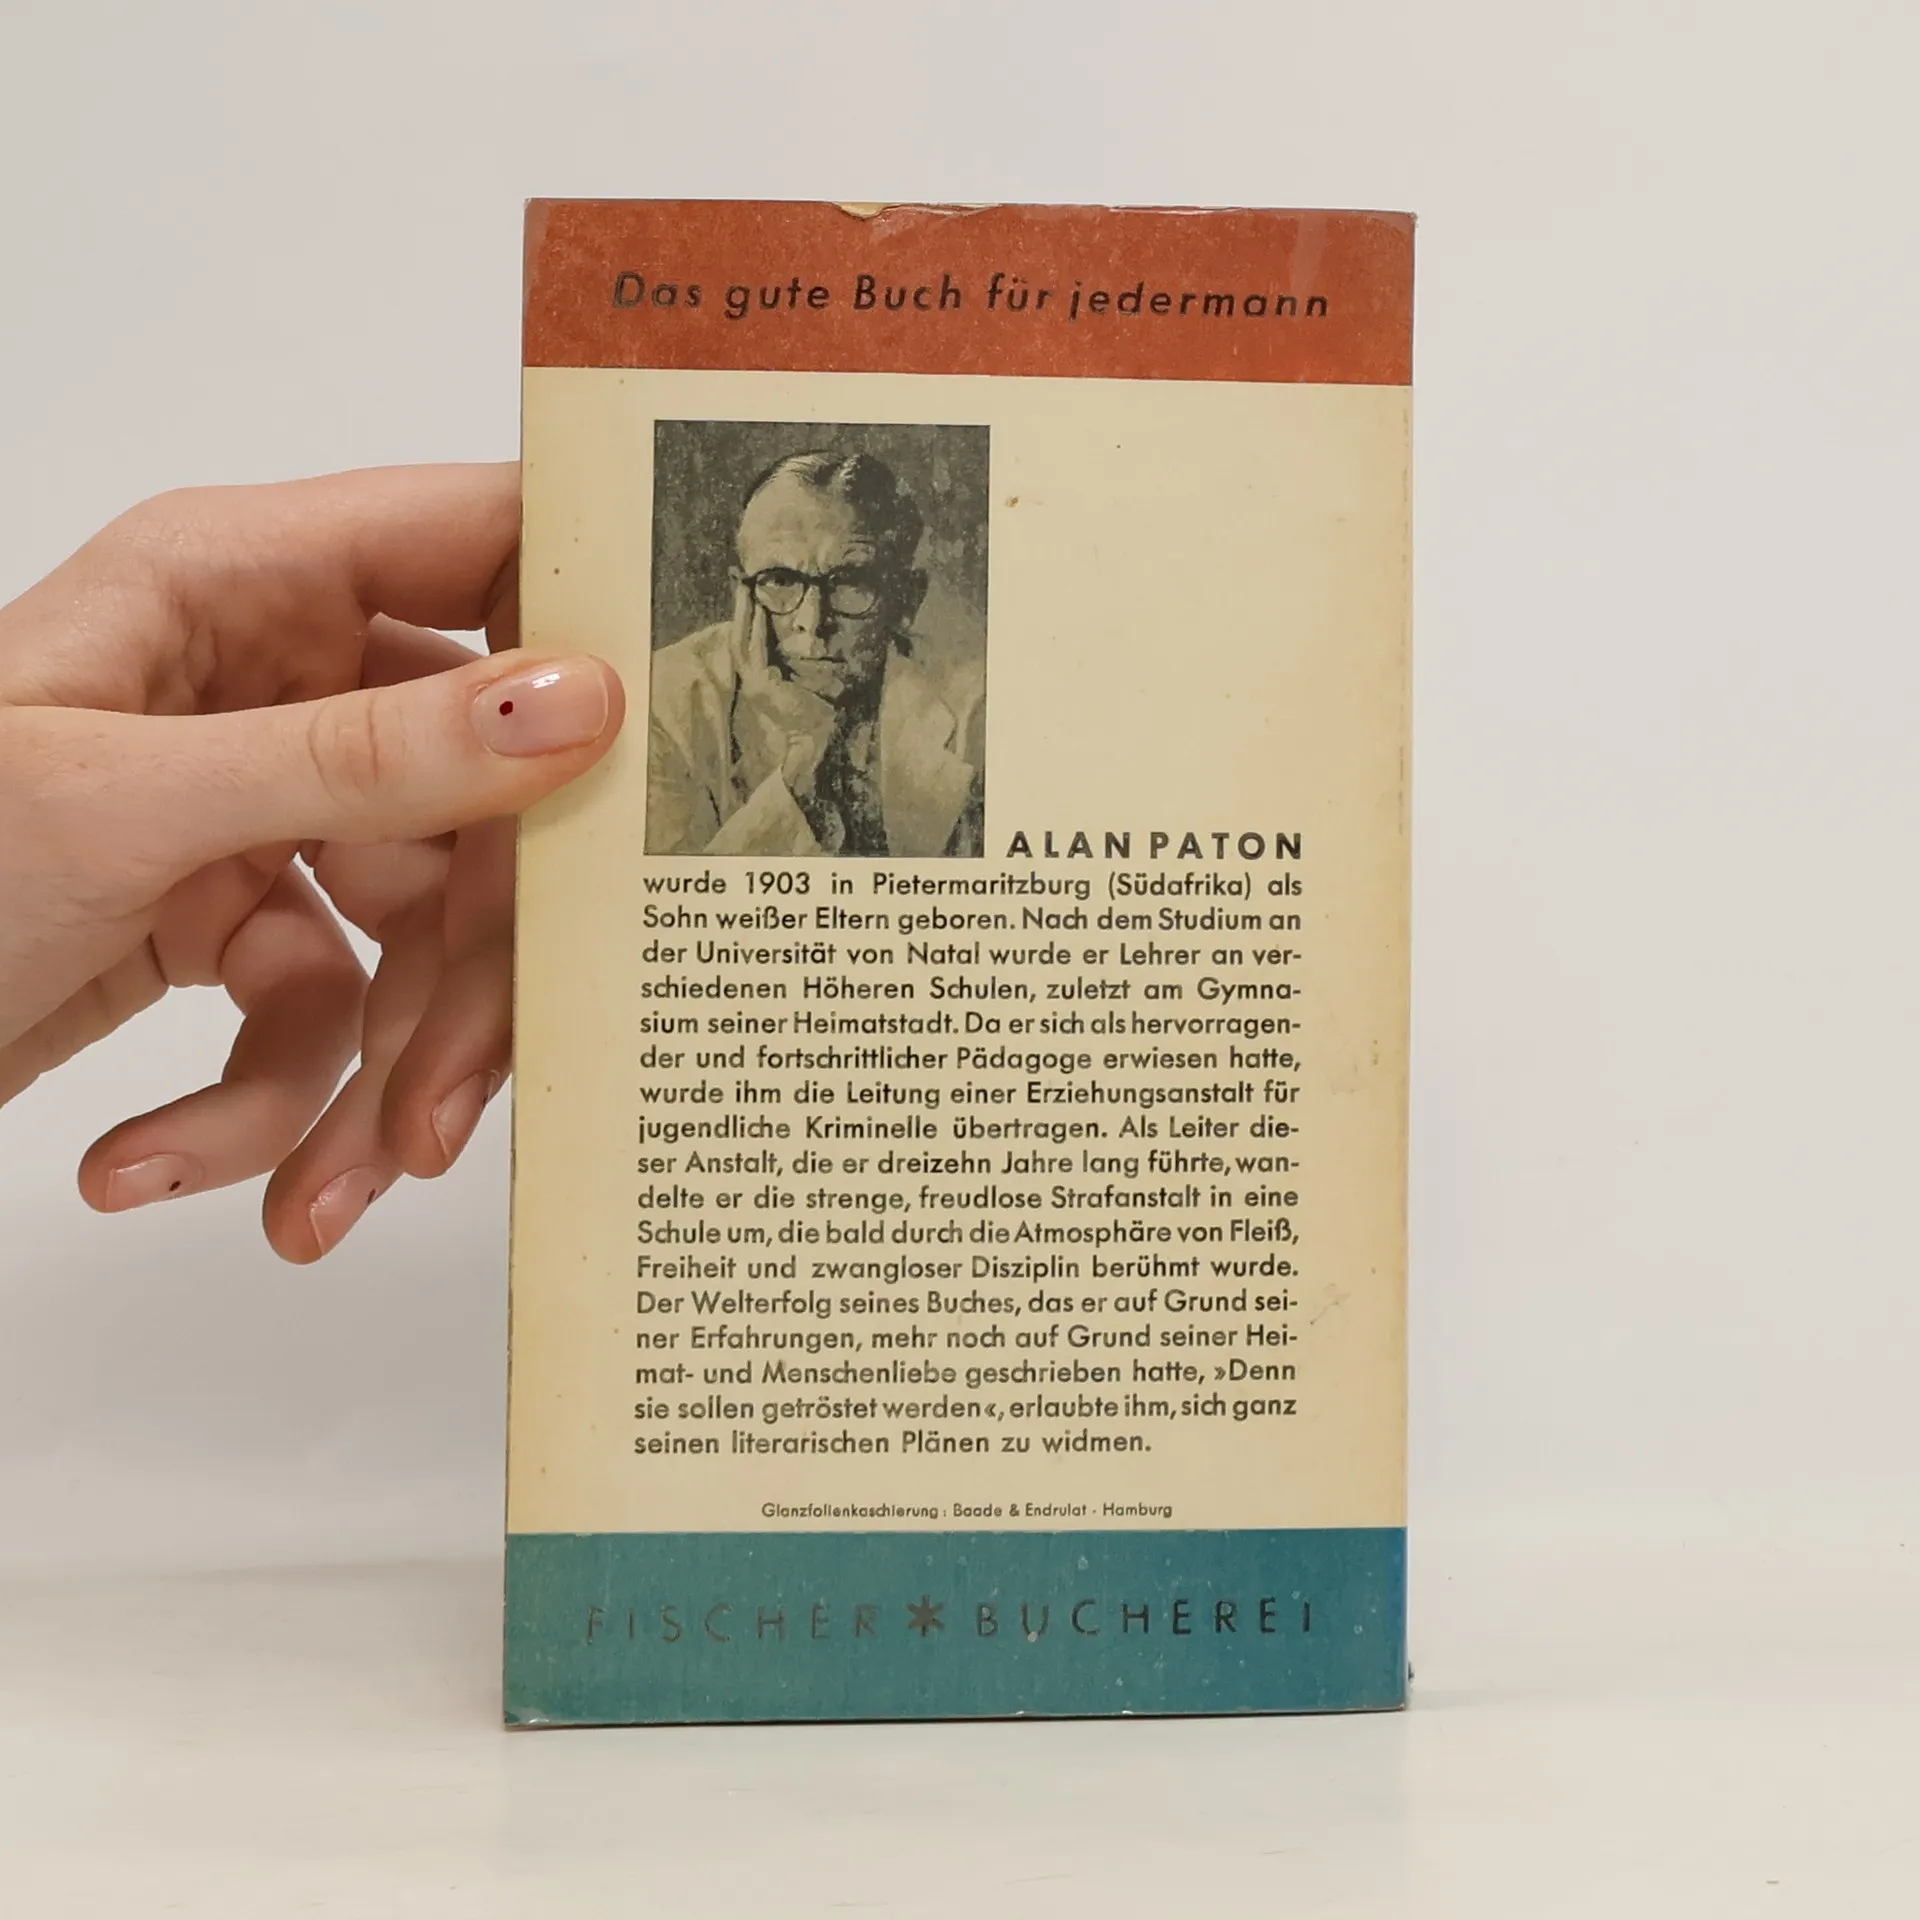 Das gute Buch für jedermann
ALAN PATON
wurde 1903 in Pietermaritzburg (Südafrika) als
Sohn weißer Eltern geboren. Nach dem Studium an
der Universität von Natal wurde er Lehrer an ver-
schiedenen Höheren Schulen, zuletzt am Gymna-
sium seiner Heimatstadt. Da er sich als hervorragen-
der und fortschrittlicher Pädagoge erwiesen hatte,
wurde ihm die Leitung einer Erziehungsanstalt für
jugendliche Kriminelle übertragen. Als Leiter die-
ser Anstalt, die er dreizehn Jahre lang führte, wan-
delte er die strenge, freudlose Strafanstalt in eine
Schule um, die bald durch die Atmosphäre von Fleiß,
Freiheit und zwangloser Disziplin berühmt wurde.
Der Welterfolg seines Buches, das er auf Grund sei-
ner Erfahrungen, mehr noch auf Grund seiner Hei-
mat- und Menschenliebe geschrieben hatte, »Denn
sie sollen getröstet werden«, erlaubte ihm, sich ganz
seinen literarischen Plänen zu widmen.
Glanzfolienkaschierung: Baade & Endrulat · Hamburg
FISCHER * BUCHEREI